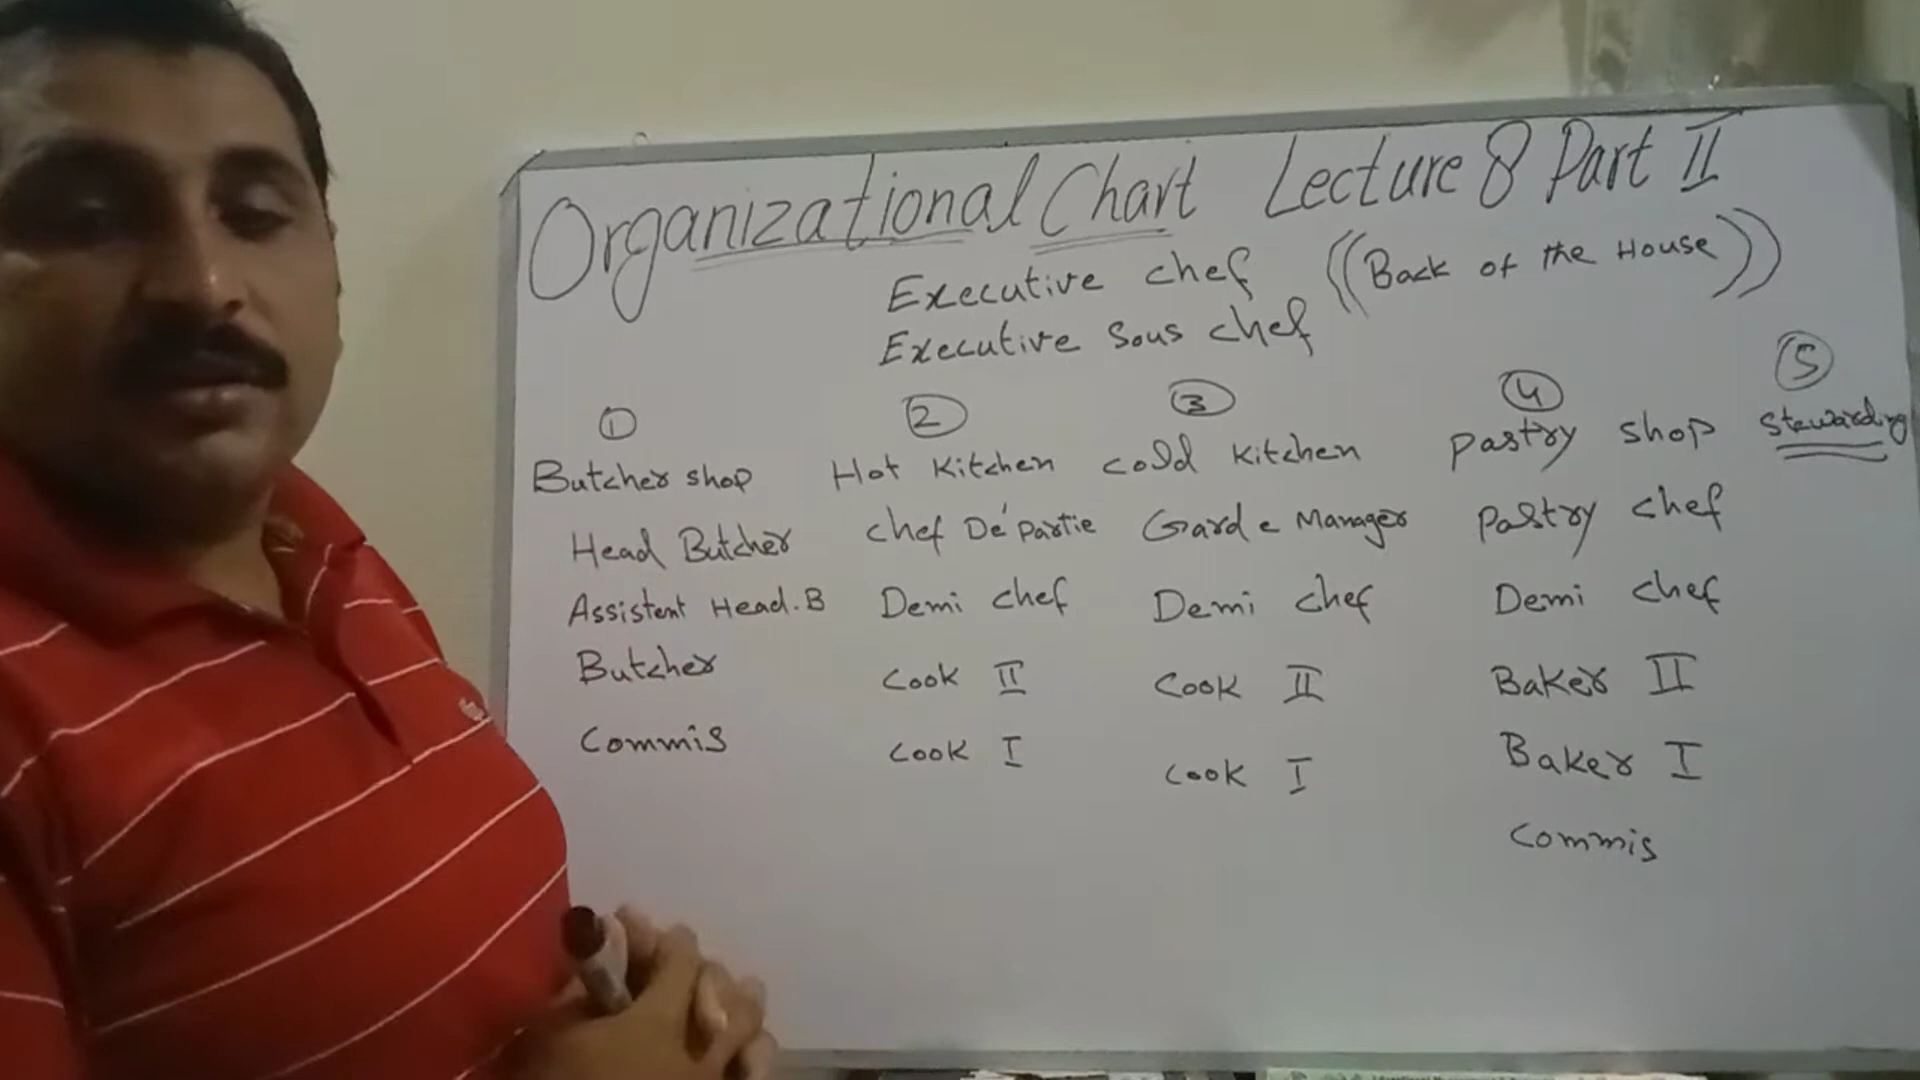 Organizational Chart Lecture 8 Part II
Executive chef ((Back of the House))
Executive Sous chef
① ② ③ ④ ⑤
Butcher shop Hot Kitchen cold Kitchen Pastry shop Stewarding
Head Butcher chef Dé Partie Garde Manager Pastry chef
Assistent Head.B Demi chef Demi chef Demi chef
Butcher Cook II Cook II Baker II
Commis Cook I Cook I Baker I
Commis